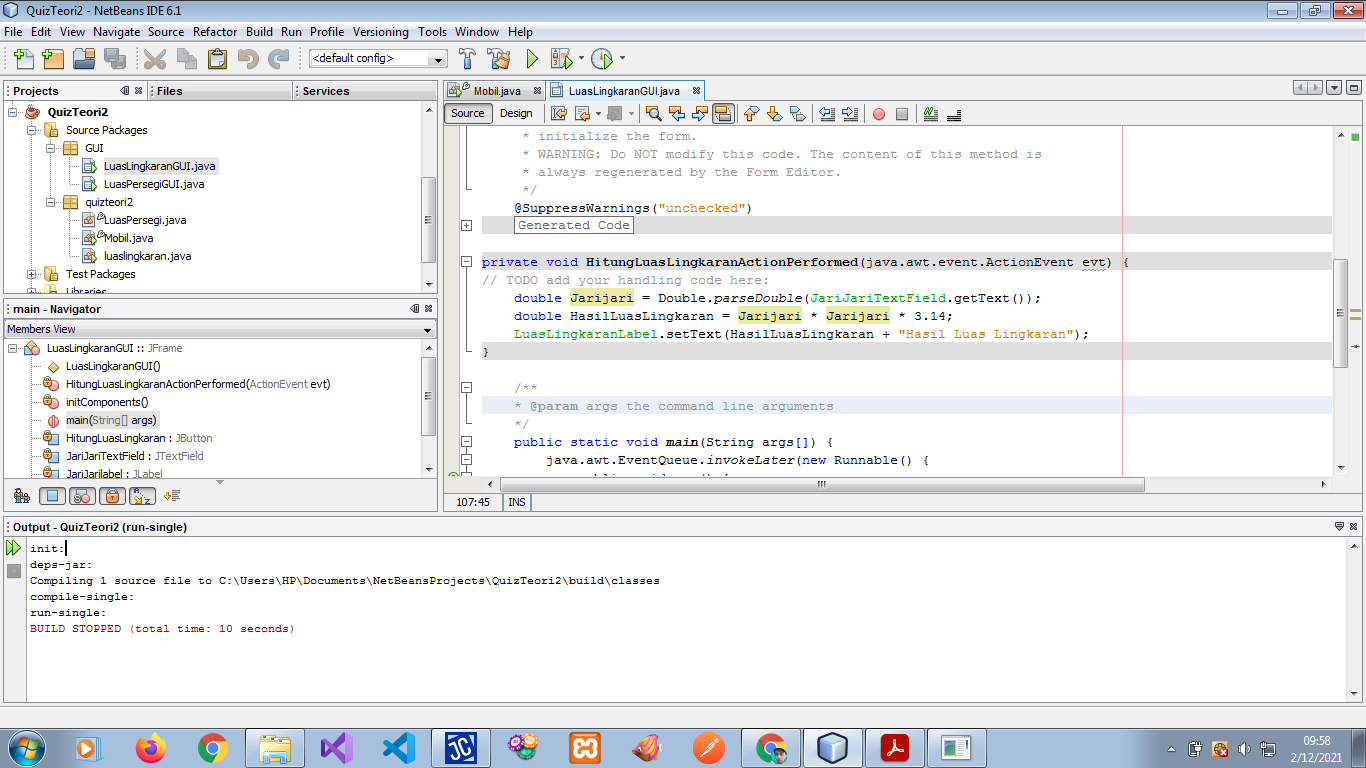 QuizTeori2 - NetBeans IDE 6.1
File Edit View Navigate Source Refactor Build Run Profile Versioning Tools Window Help
<default config>
Projects Files Services
QuizTeori2
Source Packages
GUI
LuasLingkaranGUI.java
LuasPersegiGUI.java
quizteori2
LuasPersegi.java
Mobil.java
luaslingkaran.java
Test Packages
Libraries
main - Navigator
Members View
LuasLingkaranGUI :: JFrame
LuasLingkaranGUI()
HitungLuasLingkaranActionPerformed(ActionEvent evt)
initComponents()
main(String[] args)
HitungLuasLingkaran : JButton
JariJariTextField : JTextField
JariJarilabel : JLabel
Mobil.java LuasLingkaranGUI.java
Source Design
* initialize the form.
* WARNING: Do NOT modify this code. The content of this method is
* always regenerated by the Form Editor.
*/
@SuppressWarnings("unchecked")
Generated Code
private void HitungLuasLingkaranActionPerformed(java.awt.event.ActionEvent evt) {
// TODO add your handling code here:
double Jarijari = Double.parseDouble(JariJariTextField.getText());
double HasilLuasLingkaran = Jarijari * Jarijari * 3.14;
LuasLingkaranLabel.setText(HasilLuasLingkaran + "Hasil Luas Lingkaran");
}
/**
* @param args the command line arguments
*/
public static void main(String args[]) {
java.awt.EventQueue.invokeLater(new Runnable() {
107:45 INS
Output - QuizTeori2 (run-single)
init:
deps-jar:
Compiling 1 source file to C:\Users\HP\Documents\NetBeansProjects\QuizTeori2\build\classes
compile-single:
run-single:
BUILD STOPPED (total time: 10 seconds)
JC
09:58
2/12/2021